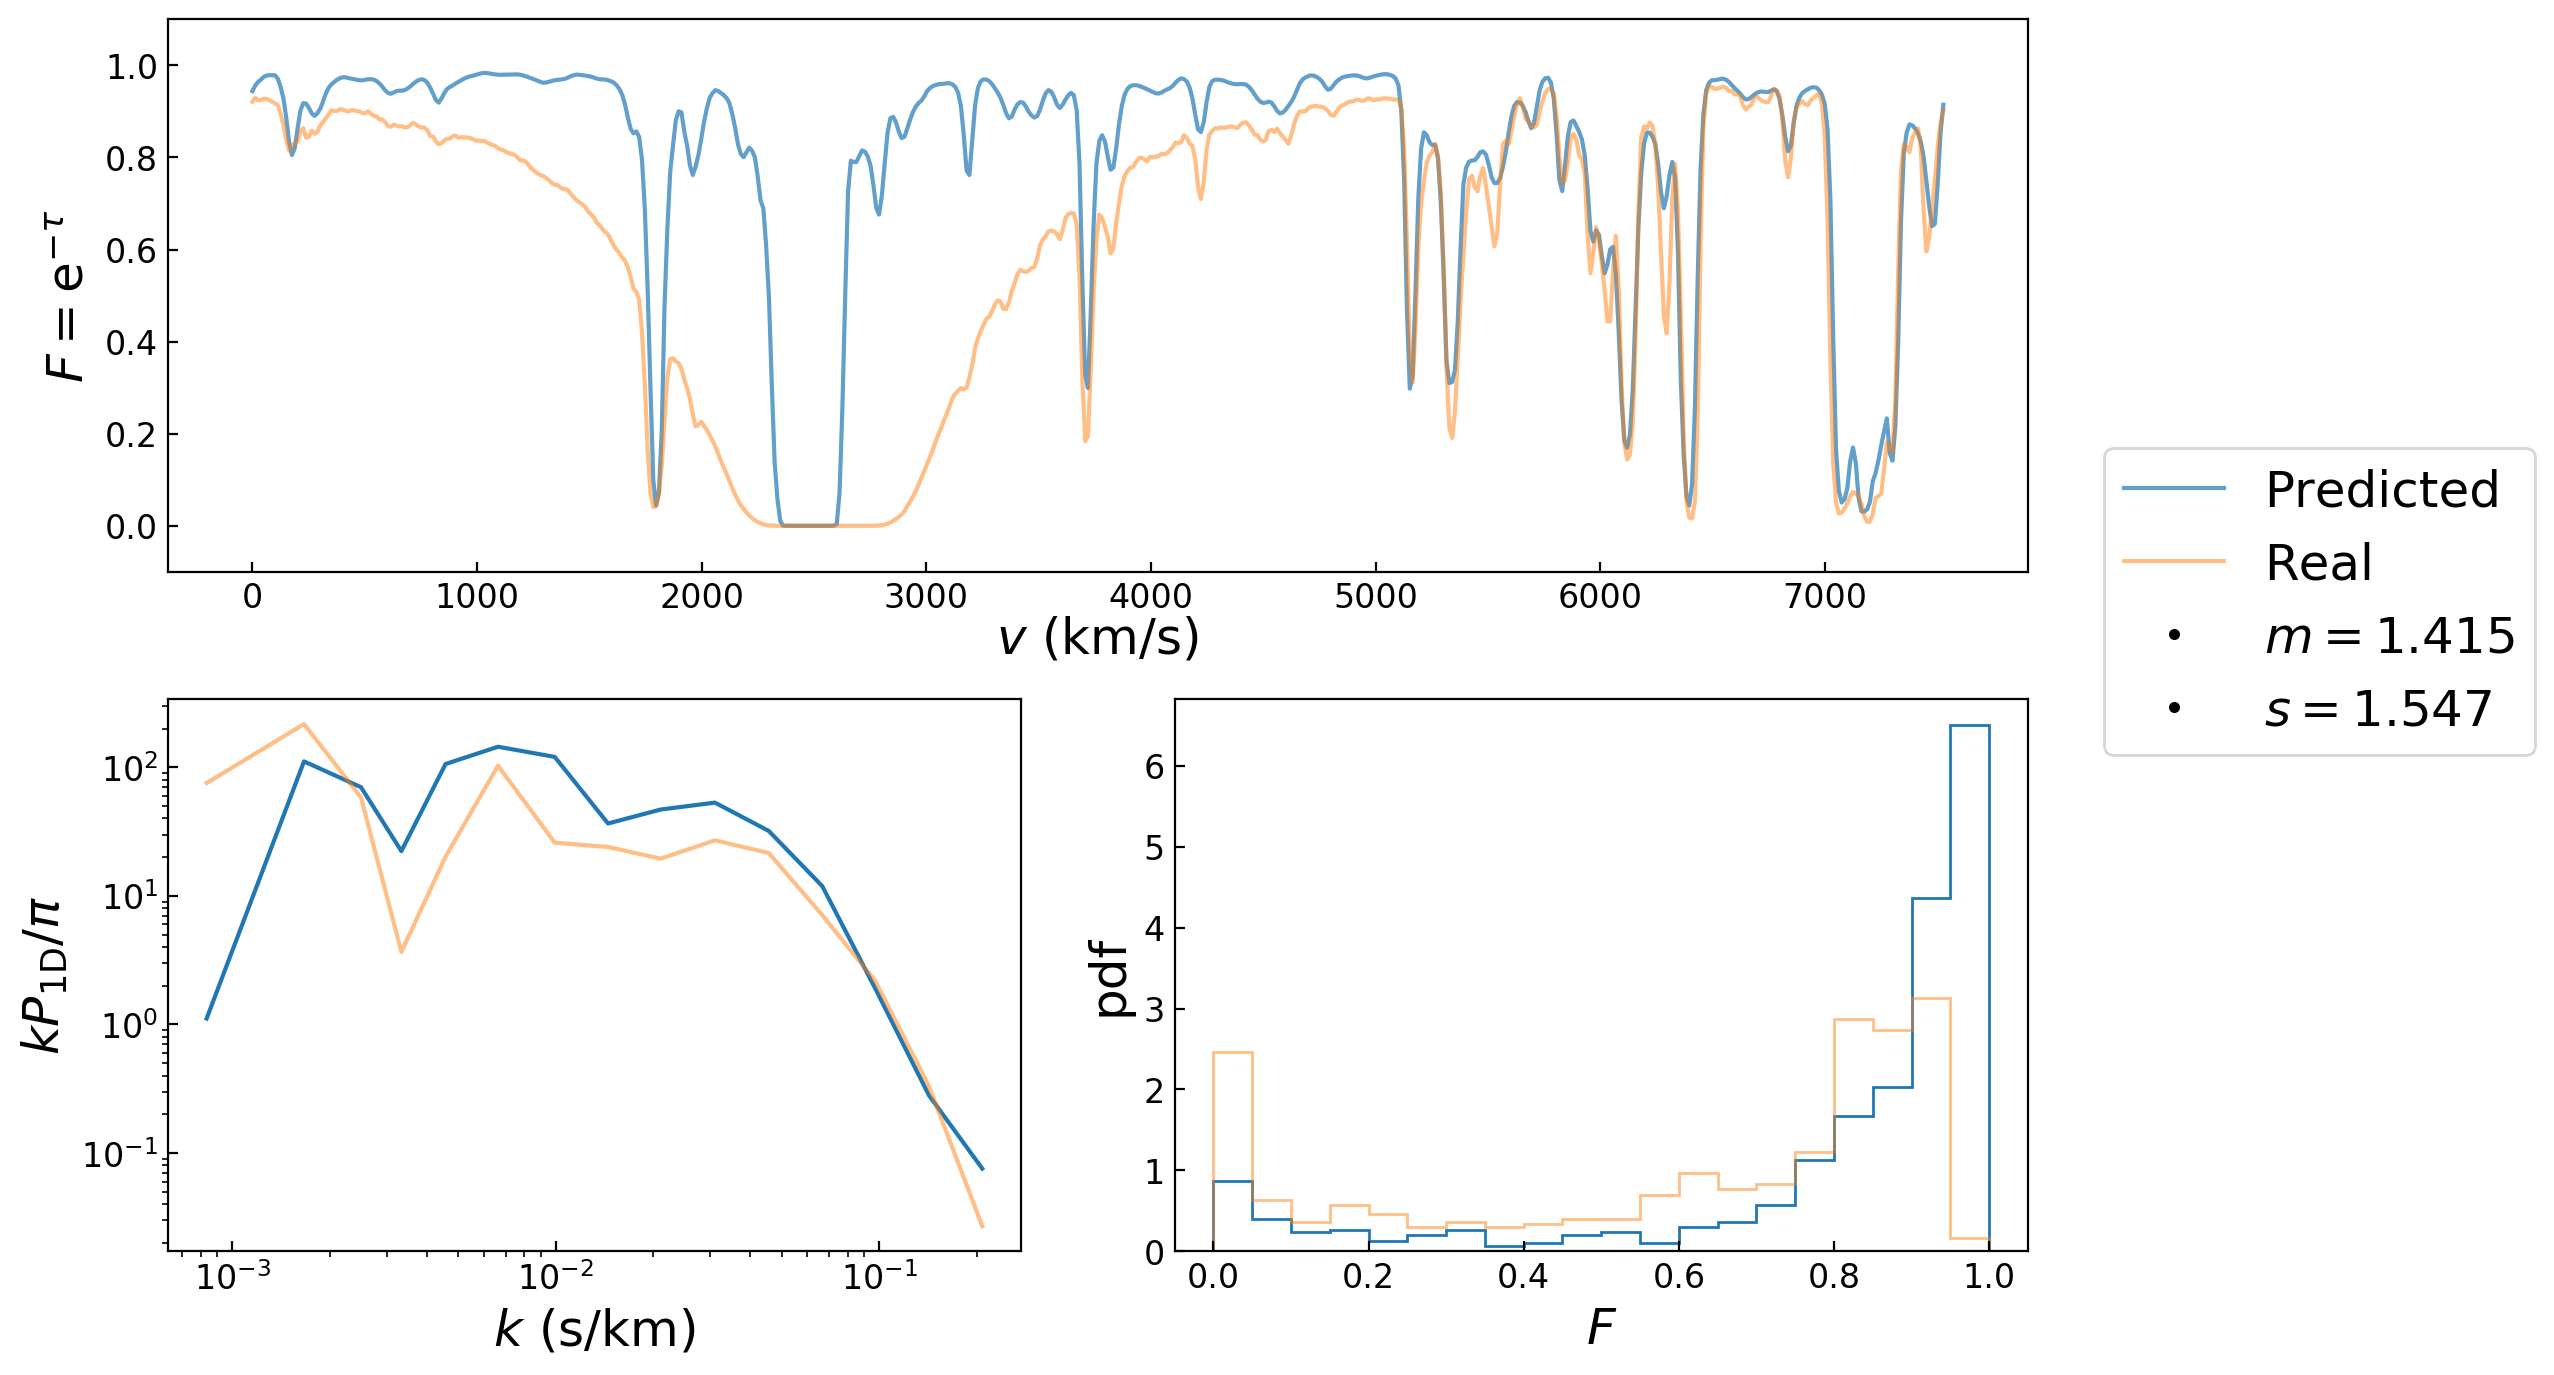 F = e^{−τ}
1.0
0.8
0.6
0.4
0.2
0.0
0 1000 2000 3000 4000 5000 6000 7000
v (km/s)
Predicted
Real
m = 1.415
s = 1.547
kP_{1D}/π
10^2
10^1
10^0
10^{−1}
10^{−3} 10^{−2} 10^{−1}
k (s/km)
pdf
6
5
4
3
2
1
0
0.0 0.2 0.4 0.6 0.8 1.0
F